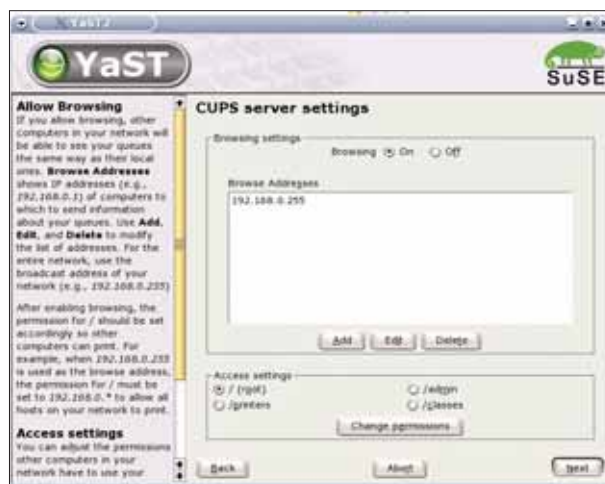 YaST2
YaST
SuSE
Allow Browsing
If you allow browsing, other
computers in your network will
be able to see your queues
the same way as their local
ones. Browse Addresses
shows IP addresses (e.g.,
192.168.0.1) of computers to
which to send information
about your queues. Use Add,
Edit, and Delete to modify
the list of addresses. For the
entire network, use the
broadcast address of your
network (e.g., 192.168.0.255)
After enabling browsing, the
permission for / should be set
accordingly so other
computers can print. For
example, when 192.168.0.255
is used as the browse address,
the permission for / must be
set to 192.168.0.* to allow all
hosts on your network to print.
Access settings
You can adjust the permissions
other computers in your
network have to use your
CUPS server settings
Browsing settings
Browsing On Off
Browse Addresses
192.168.0.255
Add Edit Delete
Access settings
/ (root) /admin
/printers /classes
Change permissions
Back Abort Next